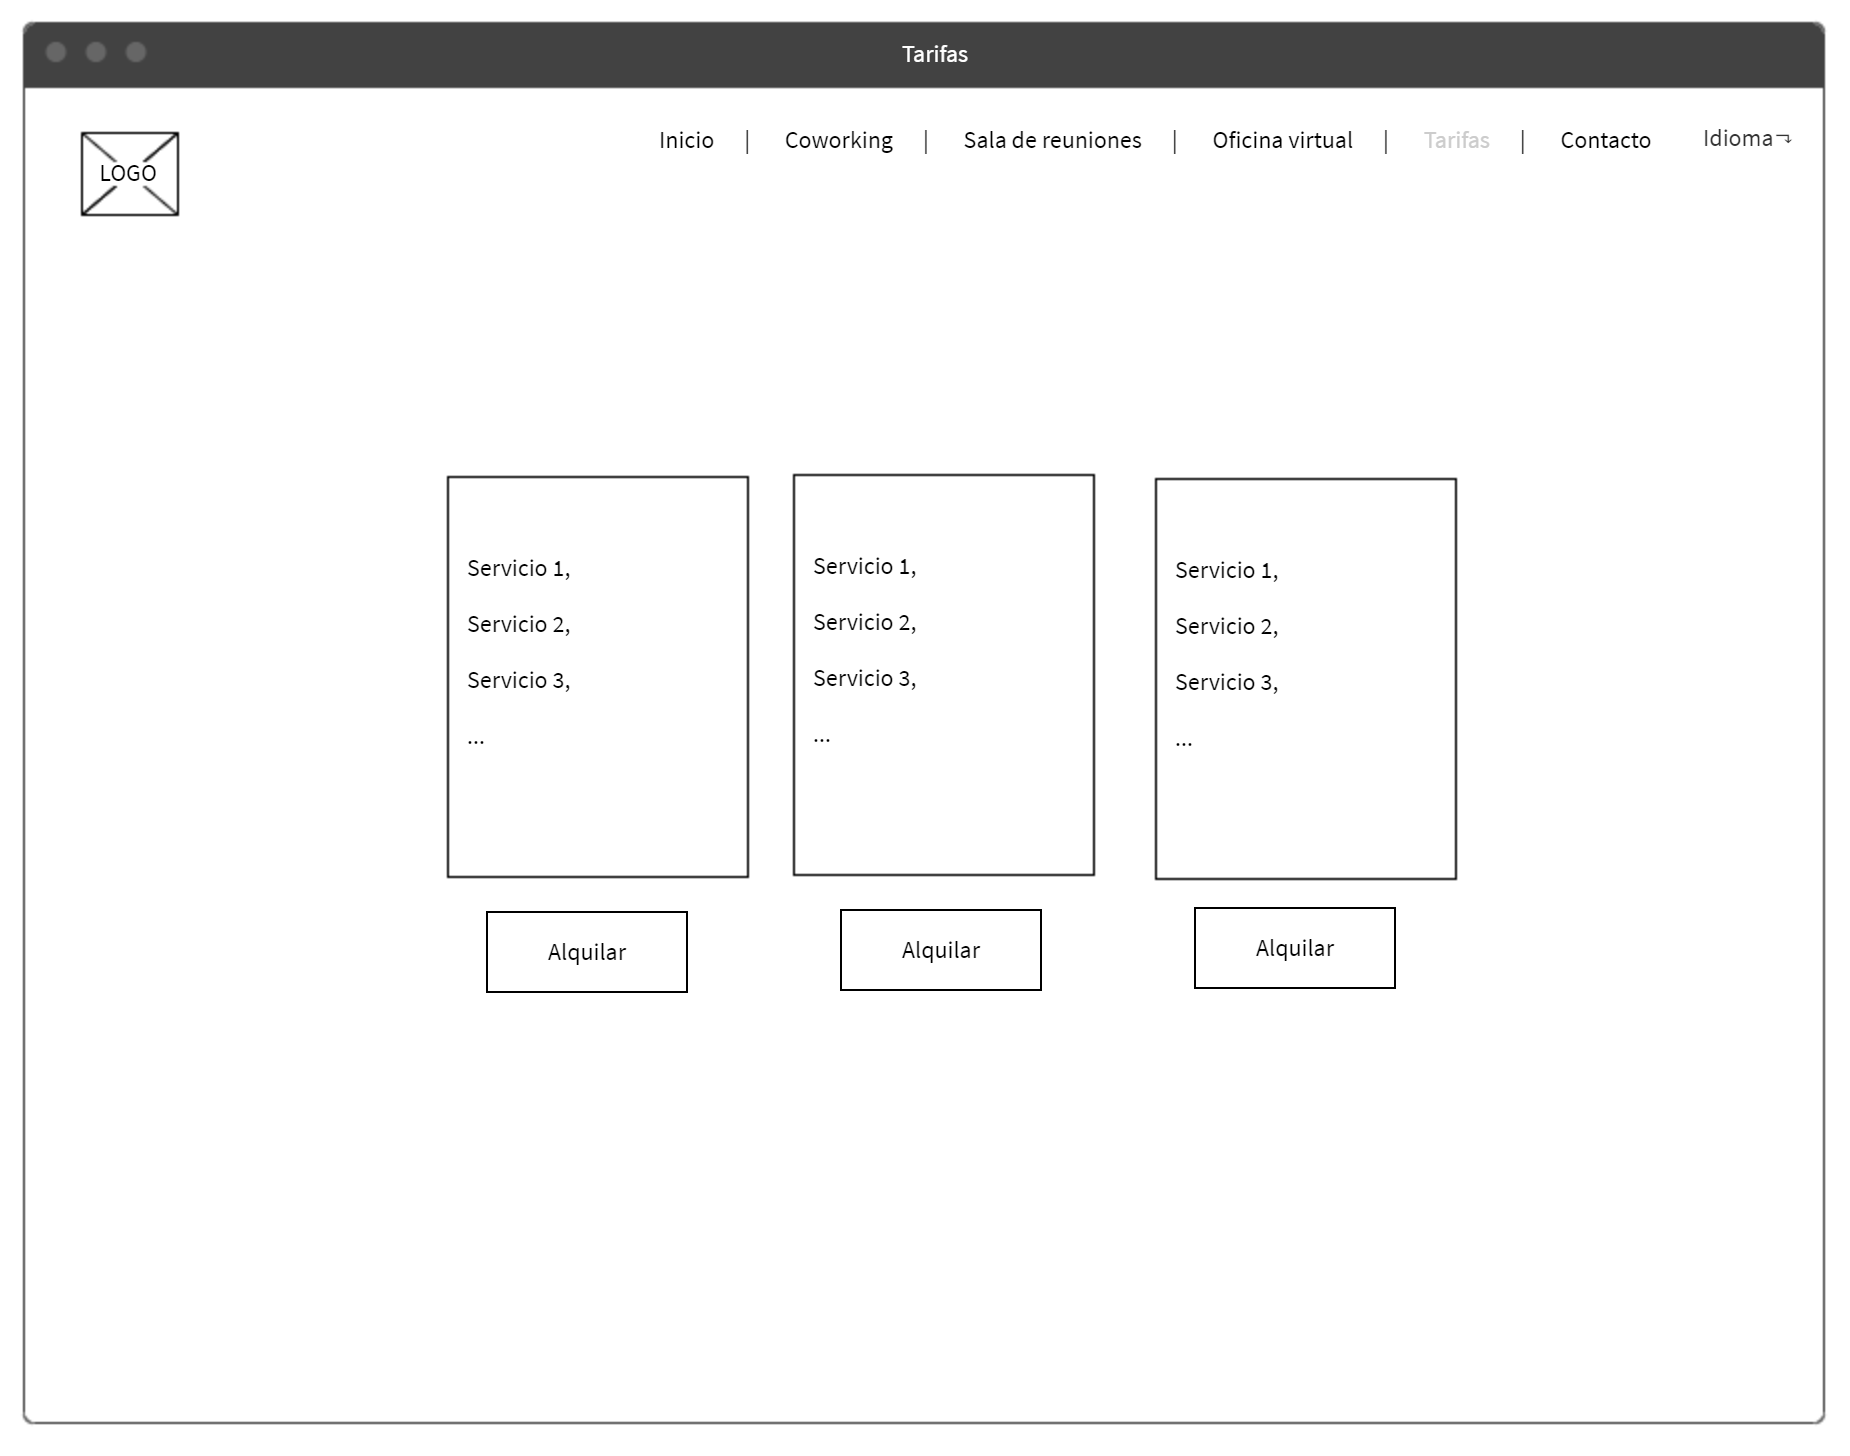 Tarifas
LOGO
Inicio | Coworking | Sala de reuniones | Oficina virtual | Tarifas | Contacto Idioma
Servicio 1,
Servicio 2,
Servicio 3,
...
Servicio 1,
Servicio 2,
Servicio 3,
...
Servicio 1,
Servicio 2,
Servicio 3,
...
Alquilar
Alquilar
Alquilar